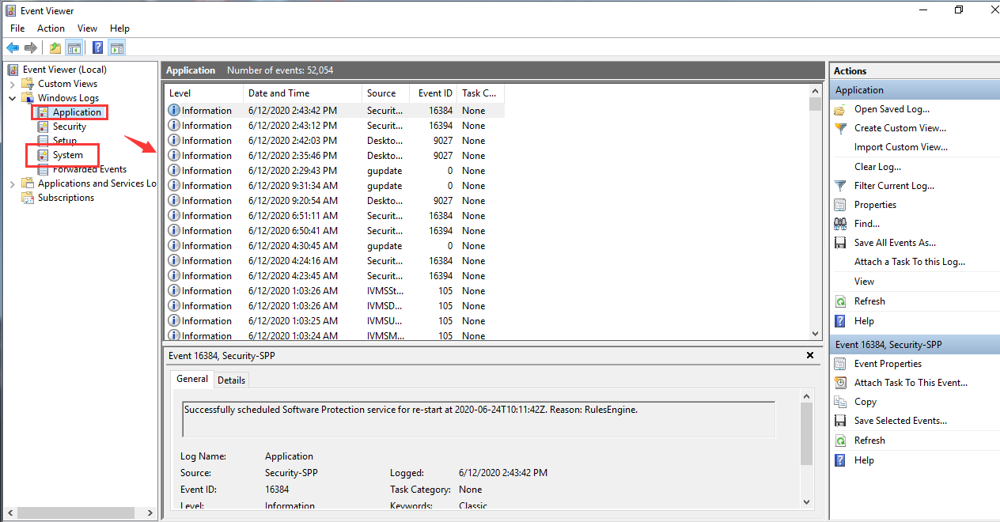 Event Viewer
File Action View Help
Event Viewer (Local)
Custom Views
Windows Logs
Application
Security
Setup
System
Forwarded Events
Applications and Services Lo
Subscriptions
Application Number of events: 52,054
Level Date and Time Source Event ID Task C...
Information 6/12/2020 2:43:42 PM Securit... 16384 None
Information 6/12/2020 2:43:12 PM Securit... 16394 None
Information 6/12/2020 2:42:03 PM Deskto... 9027 None
Information 6/12/2020 2:35:46 PM Deskto... 9027 None
Information 6/12/2020 2:29:43 PM gupdate 0 None
Information 6/12/2020 9:31:34 AM gupdate 0 None
Information 6/12/2020 9:20:54 AM Deskto... 9027 None
Information 6/12/2020 6:51:11 AM Securit... 16384 None
Information 6/12/2020 6:50:41 AM Securit... 16394 None
Information 6/12/2020 4:30:45 AM gupdate 0 None
Information 6/12/2020 4:24:16 AM Securit... 16384 None
Information 6/12/2020 4:23:45 AM Securit... 16394 None
Information 6/12/2020 1:03:26 AM IVMSSt... 105 None
Information 6/12/2020 1:03:26 AM IVMSD... 105 None
Information 6/12/2020 1:03:25 AM IVMSU... 105 None
Information 6/12/2020 1:03:24 AM IVMSM... 105 None
Event 16384, Security-SPP
General Details
Successfully scheduled Software Protection service for re-start at 2020-06-24T10:11:42Z. Reason: RulesEngine.
Log Name: Application
Source: Security-SPP Logged: 6/12/2020 2:43:42 PM
Event ID: 16384 Task Category: None
Level: Information Keywords: Classic
Actions
Application
Open Saved Log...
Create Custom View...
Import Custom View...
Clear Log...
Filter Current Log...
Properties
Find...
Save All Events As...
Attach a Task To this Log...
View
Refresh
Help
Event 16384, Security-SPP
Event Properties
Attach Task To This Event...
Copy
Save Selected Events...
Refresh
Help